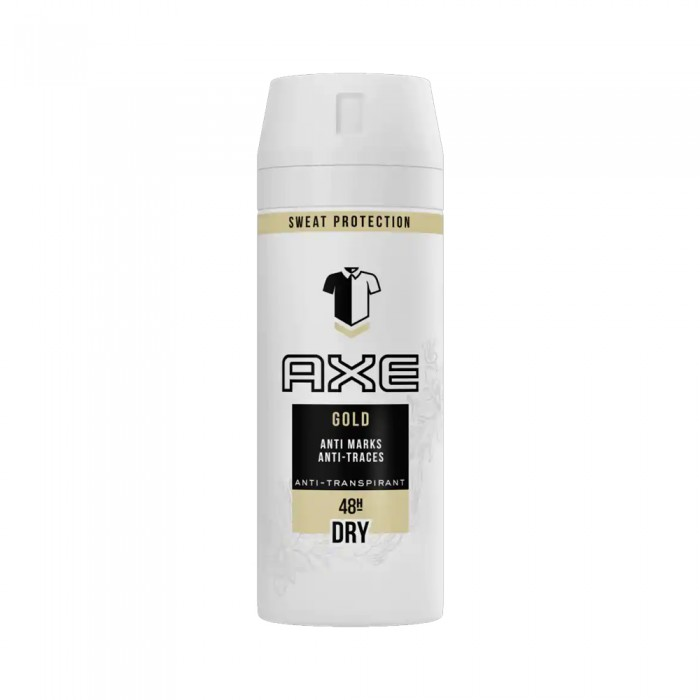 SWEAT PROTECTION
AXE
GOLD
ANTI MARKS
ANTI-TRACES
ANTI-TRANSPIRANT
48H
DRY